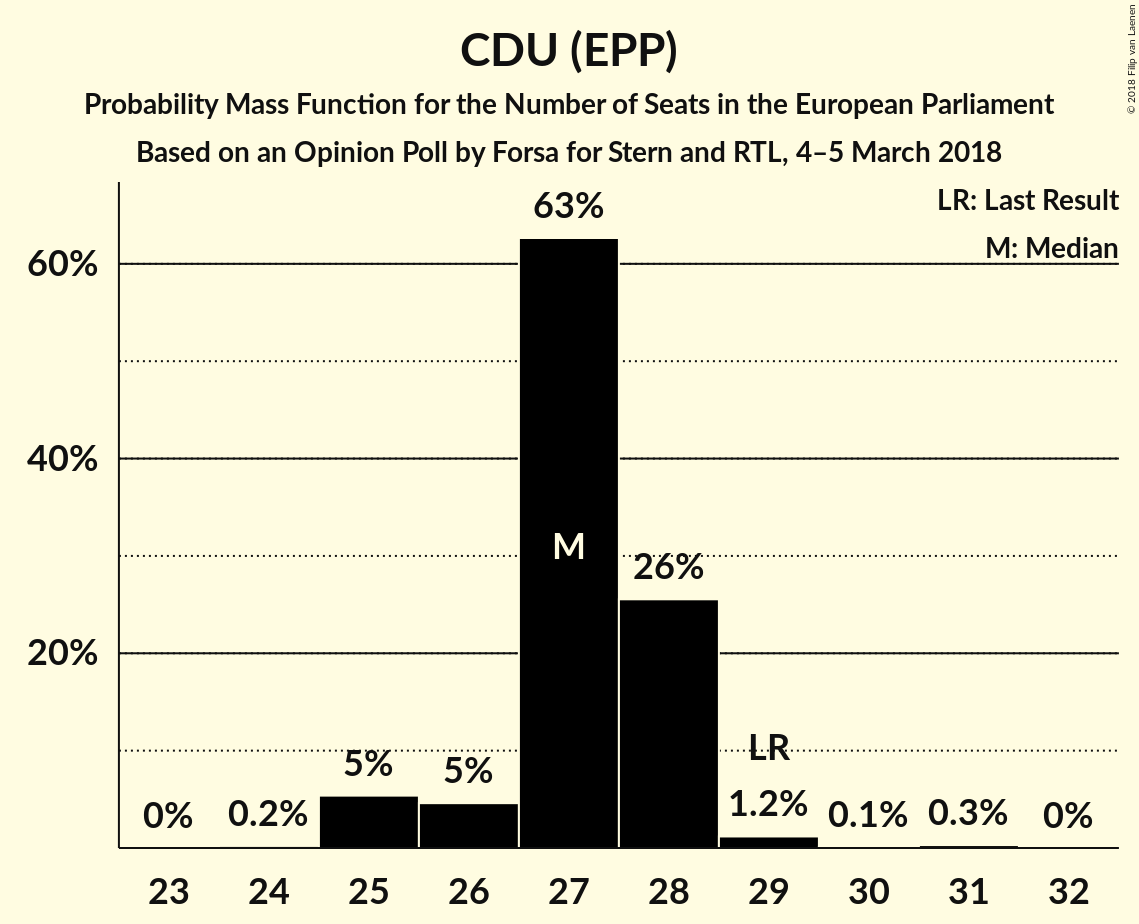 CDU (EPP)
Probability Mass Function for the Number of Seats in the European Parliament
Based on an Opinion Poll by Forsa for Stern and RTL, 4–5 March 2018
© 2018 Filip van Laenen
LR: Last Result
M: Median
60%
40%
20%
0%
0.2%
5%
5%
63%
M
26%
LR
1.2%
0.1%
0.3%
0%
23 24 25 26 27 28 29 30 31 32